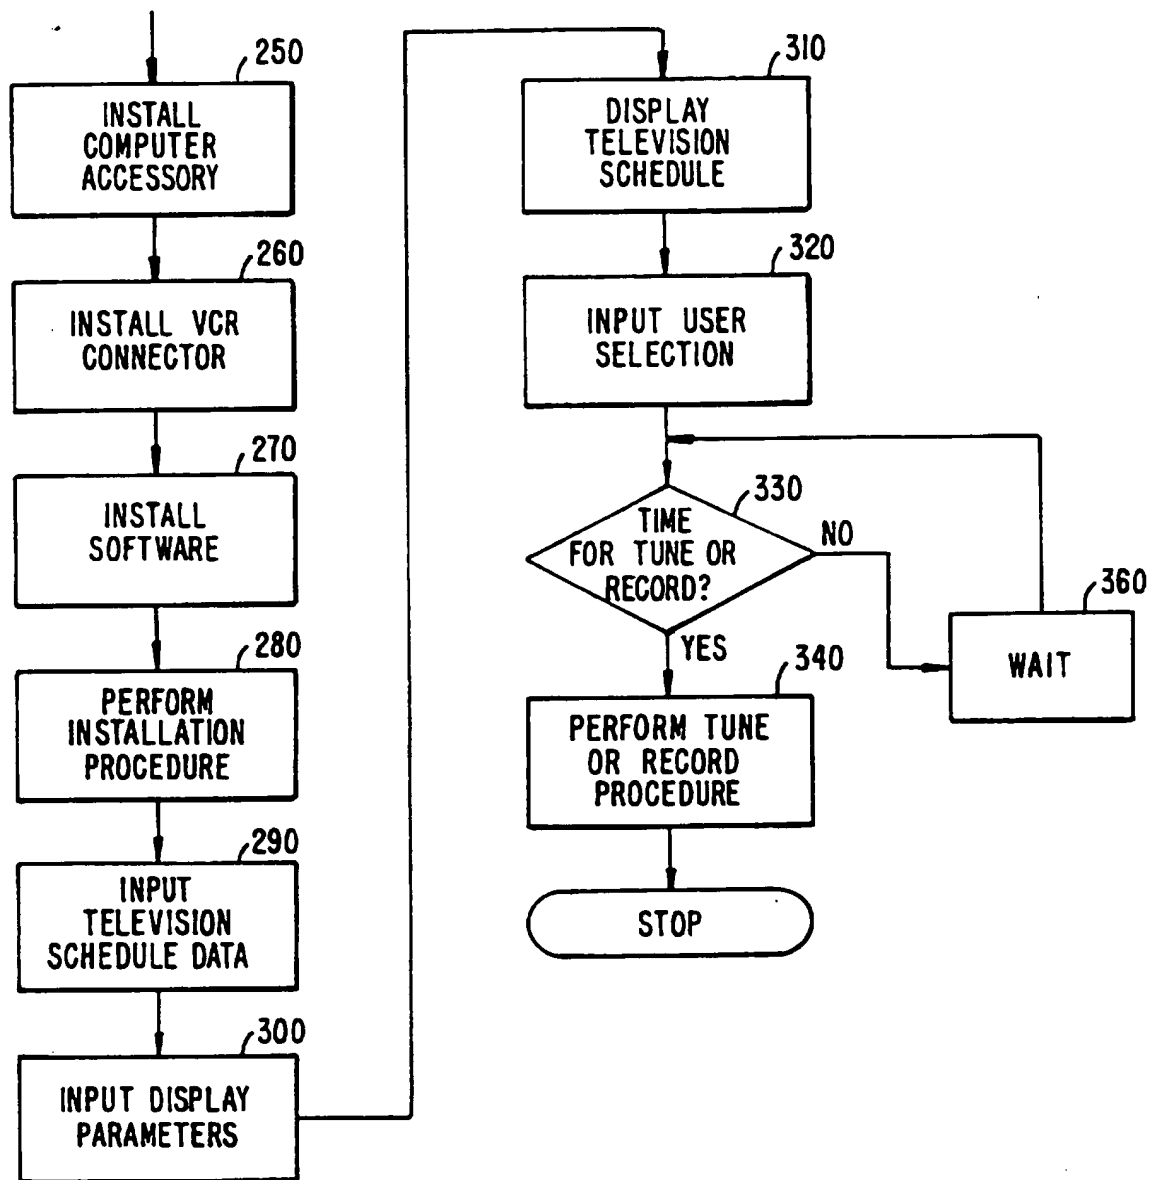 250
INSTALL
COMPUTER
ACCESSORY
260
INSTALL VCR
CONNECTOR
270
INSTALL
SOFTWARE
280
PERFORM
INSTALLATION
PROCEDURE
290
INPUT
TELEVISION
SCHEDULE DATA
300
INPUT DISPLAY
PARAMETERS
310
DISPLAY
TELEVISION
SCHEDULE
320
INPUT USER
SELECTION
330
TIME
FOR TUNE OR
RECORD?
NO
YES
360
WAIT
340
PERFORM TUNE
OR RECORD
PROCEDURE
STOP